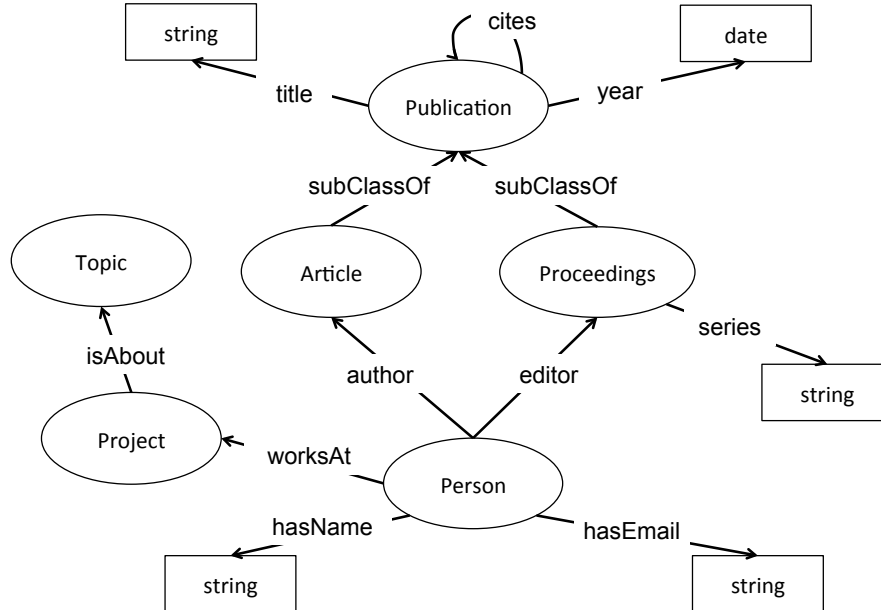 cites
string
date
title
Publication
year
subClassOf
subClassOf
Topic
Article
Proceedings
series
isAbout
author
editor
string
Project
worksAt
Person
hasName
hasEmail
string
string